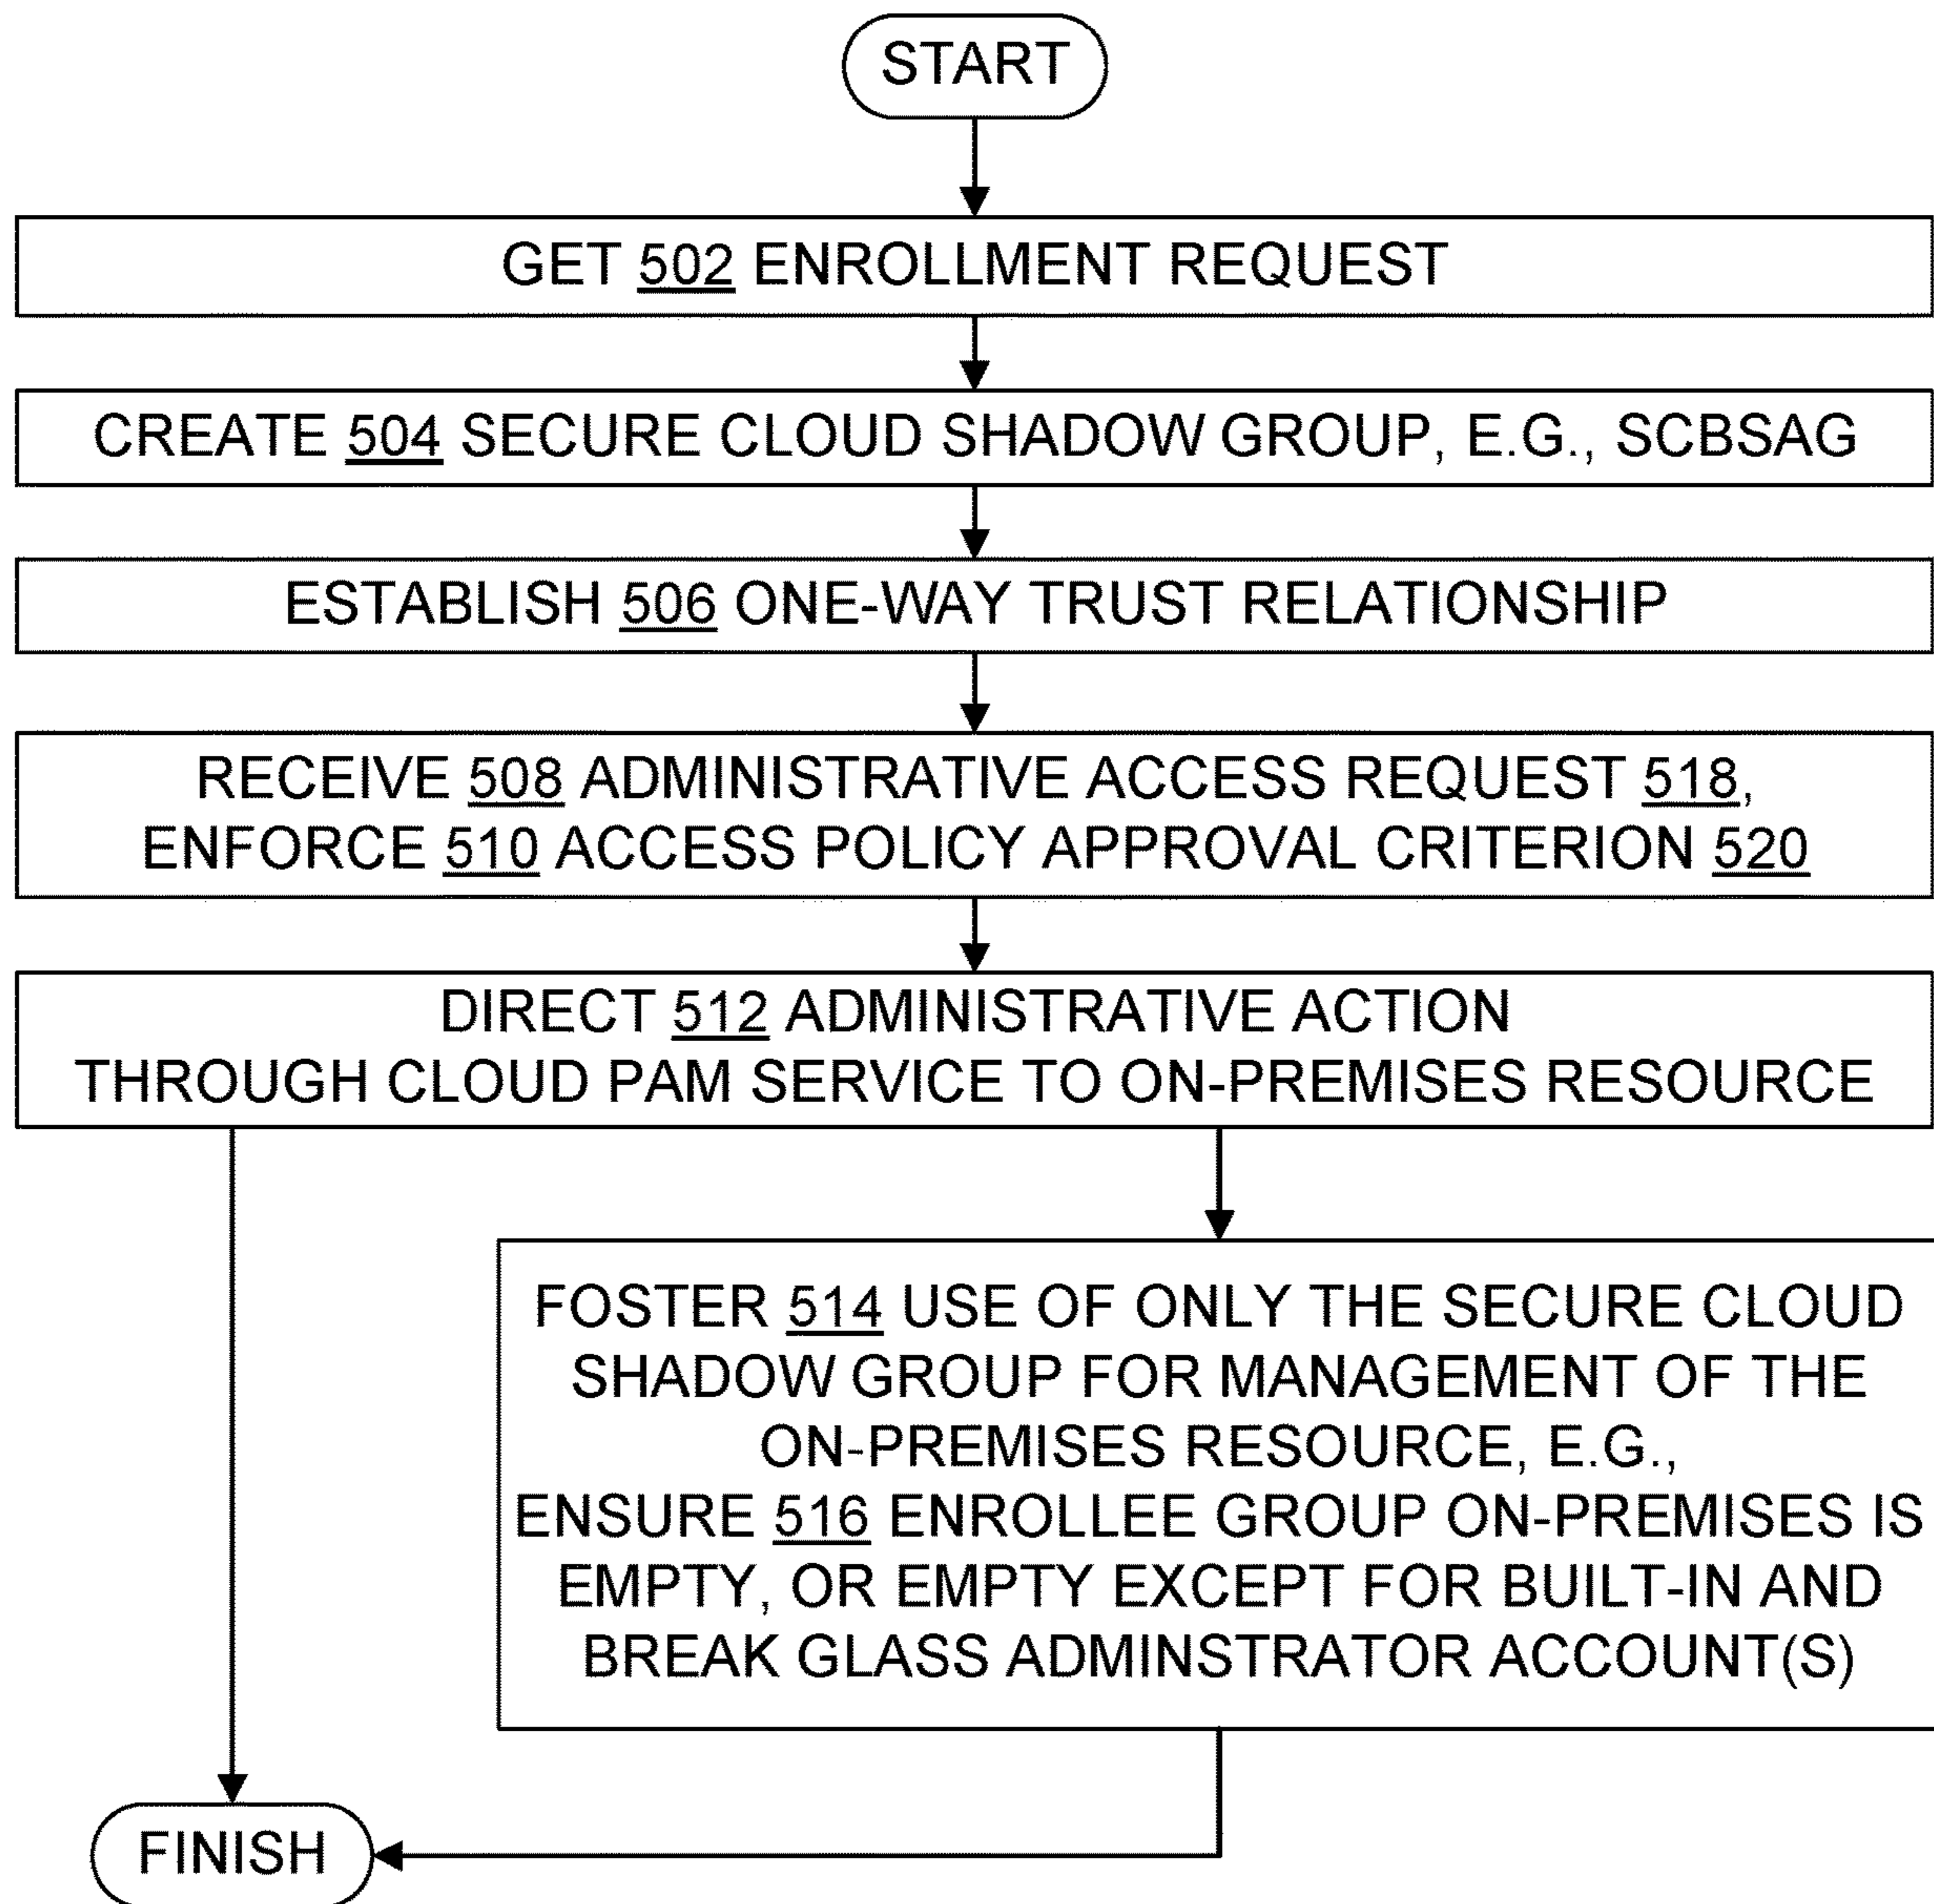 START
GET 502 ENROLLMENT REQUEST
CREATE 504 SECURE CLOUD SHADOW GROUP, E.G., SCBSAG
ESTABLISH 506 ONE-WAY TRUST RELATIONSHIP
RECEIVE 508 ADMINISTRATIVE ACCESS REQUEST 518,
ENFORCE 510 ACCESS POLICY APPROVAL CRITERION 520
DIRECT 512 ADMINISTRATIVE ACTION
THROUGH CLOUD PAM SERVICE TO ON-PREMISES RESOURCE
FOSTER 514 USE OF ONLY THE SECURE CLOUD
SHADOW GROUP FOR MANAGEMENT OF THE
ON-PREMISES RESOURCE, E.G.,
ENSURE 516 ENROLLEE GROUP ON-PREMISES IS
EMPTY, OR EMPTY EXCEPT FOR BUILT-IN AND
BREAK GLASS ADMINSTRATOR ACCOUNT(S)
FINISH